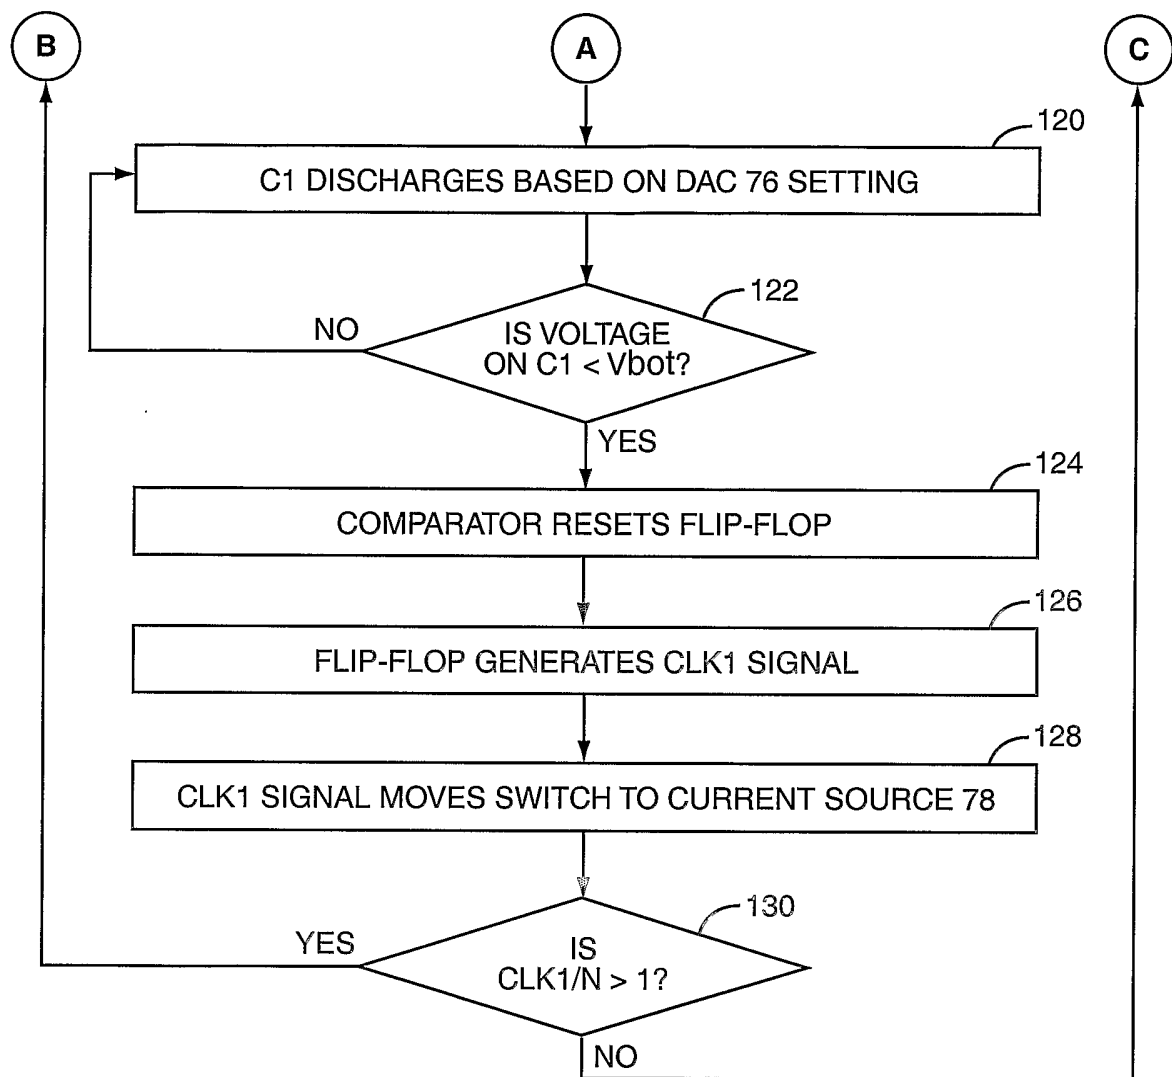 B
A
C
120
C1 DISCHARGES BASED ON DAC 76 SETTING
122
NO
IS VOLTAGE
ON C1 < Vbot?
YES
124
COMPARATOR RESETS FLIP-FLOP
126
FLIP-FLOP GENERATES CLK1 SIGNAL
128
CLK1 SIGNAL MOVES SWITCH TO CURRENT SOURCE 78
130
YES
IS
CLK1/N > 1?
NO